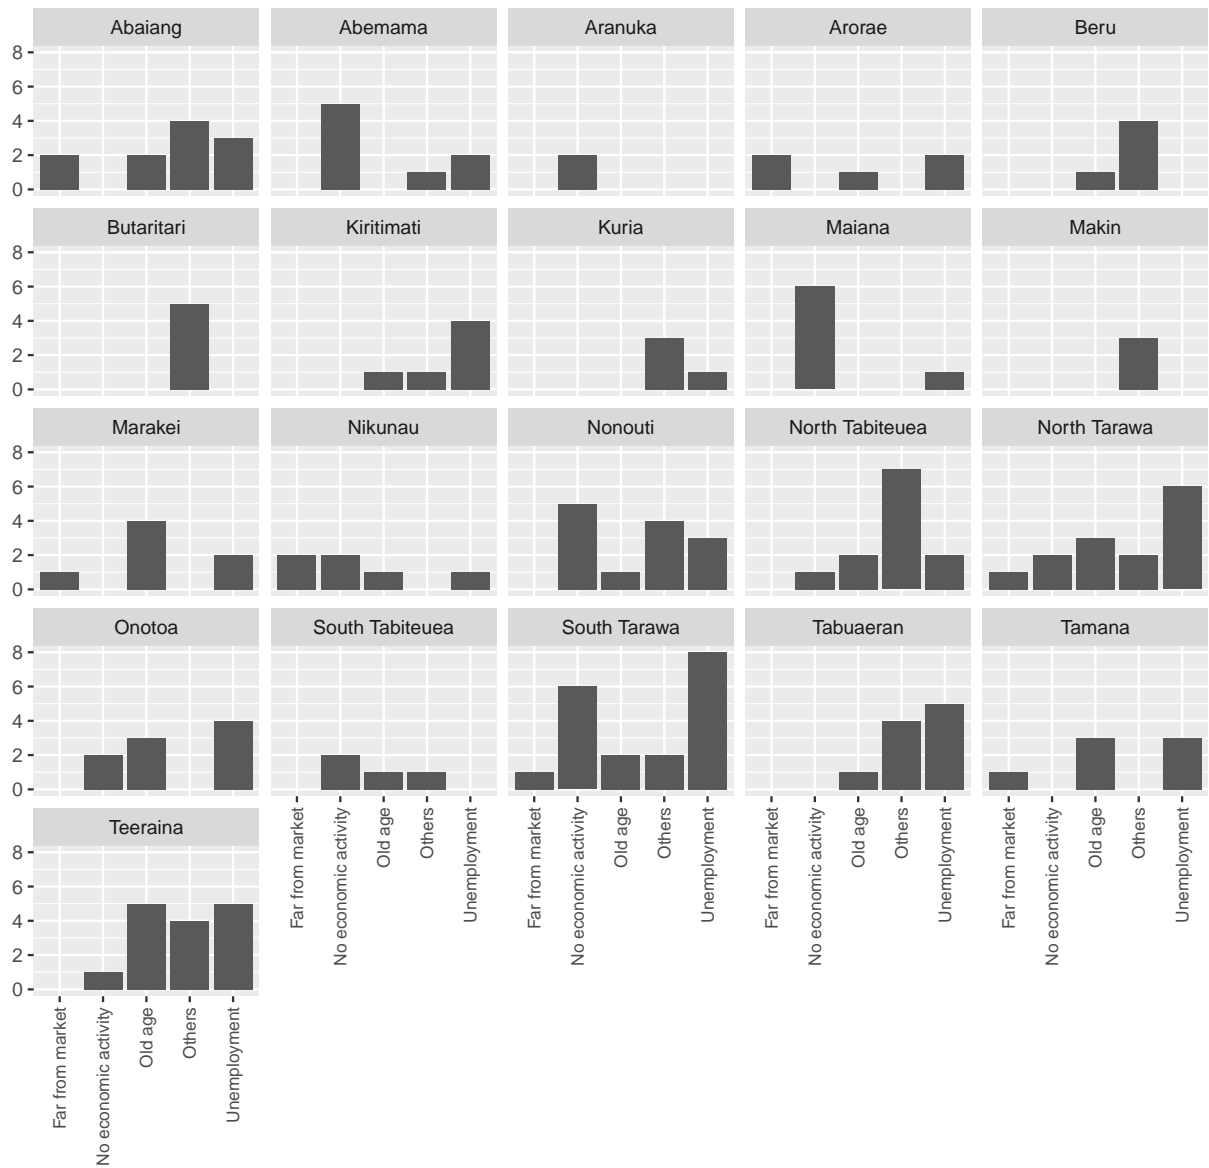 Abaiang Abemama Aranuka Arorae Beru
8
6
4
2
0
Butaritari Kiritimati Kuria Maiana Makin
8
6
4
2
0
Marakei Nikunau Nonouti North Tabiteuea North Tarawa
8
6
4
2
0
Onotoa South Tabiteuea South Tarawa Tabuaeran Tamana
8
6
4
2
0
Far from market
No economic activity
Old age
Others
Unemployment
Far from market
No economic activity
Old age
Others
Unemployment
Far from market
No economic activity
Old age
Others
Unemployment
Far from market
No economic activity
Old age
Others
Unemployment
Teeraina
8
6
4
2
0
Far from market
No economic activity
Old age
Others
Unemployment